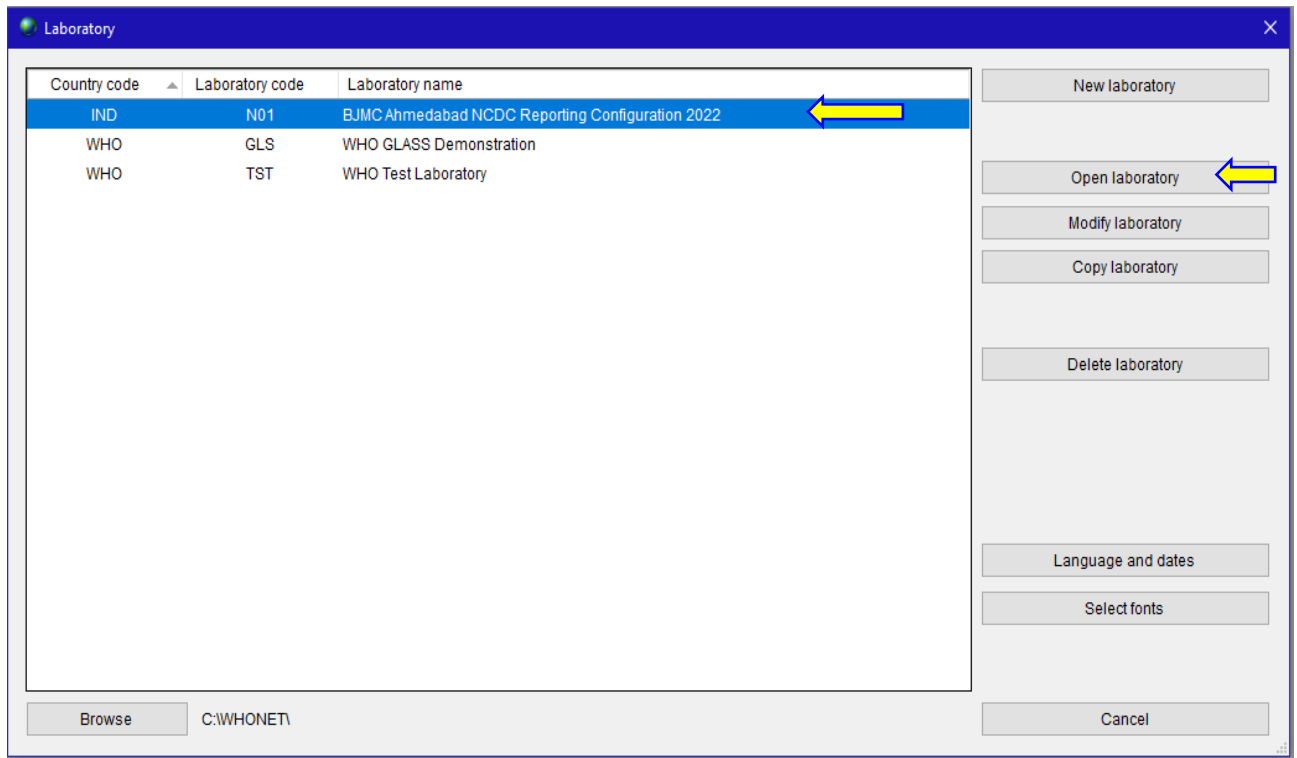 Laboratory
Country code Laboratory code Laboratory name
IND N01 BJMC Ahmedabad NCDC Reporting Configuration 2022
WHO GLS WHO GLASS Demonstration
WHO TST WHO Test Laboratory
New laboratory
Open laboratory
Modify laboratory
Copy laboratory
Delete laboratory
Language and dates
Select fonts
Browse C:\WHONET\
Cancel